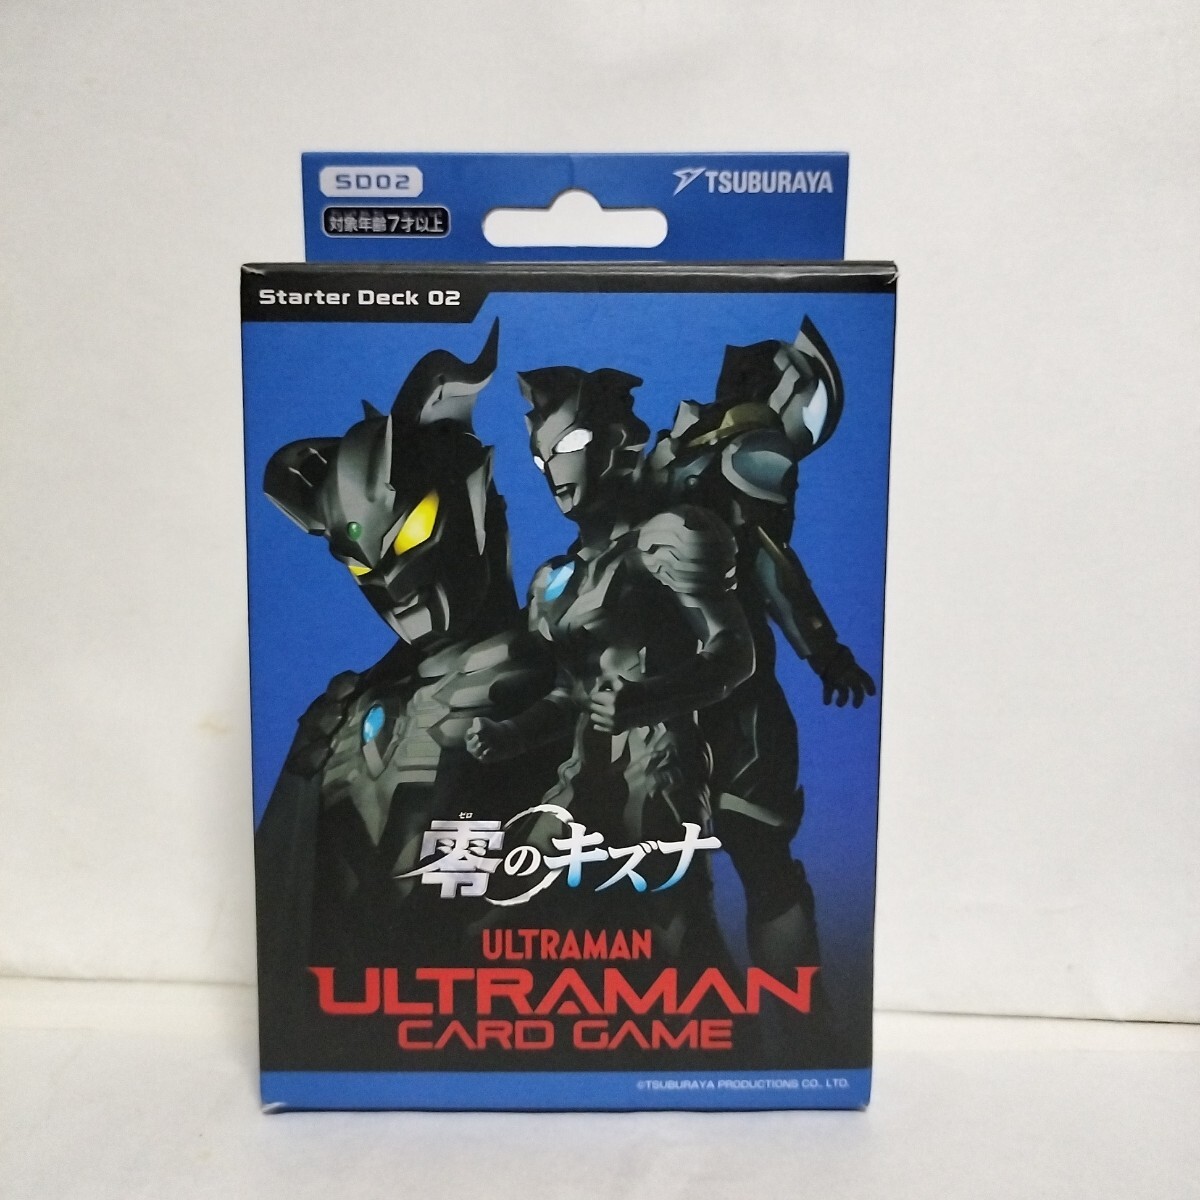 SD02
TSUBURAYA
対象年齢7才以上
Starter Deck 02
ゼロ
零のキズナ
ULTRAMAN
ULTRAMAN
CARD GAME
©TSUBURAYA PRODUCTIONS CO., LTD.